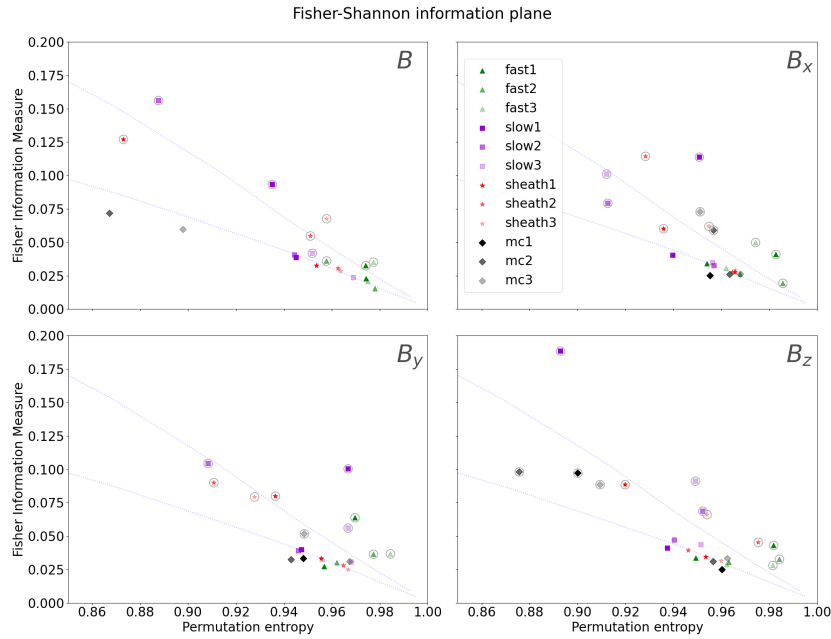 Fisher-Shannon information plane
0.200
0.175
0.150
0.125
0.100
0.075
0.050
0.025
0.000
Fisher Information Measure
B
Bx
fast1
fast2
fast3
slow1
slow2
slow3
sheath1
sheath2
sheath3
mc1
mc2
mc3
0.200
0.175
0.150
0.125
0.100
0.075
0.050
0.025
0.000
Fisher Information Measure
By
Bz
0.86 0.88 0.90 0.92 0.94 0.96 0.98 1.00
Permutation entropy
0.86 0.88 0.90 0.92 0.94 0.96 0.98 1.00
Permutation entropy